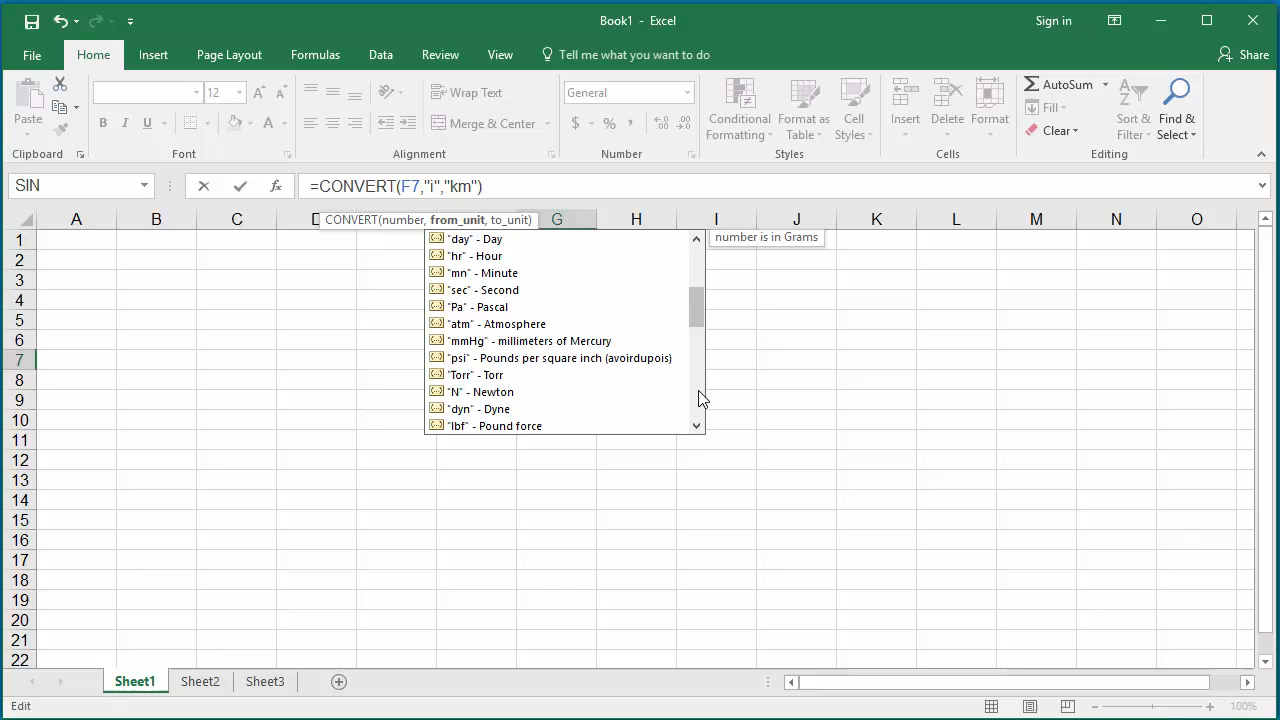 Book1 - Excel
Sign in
File Home Insert Page Layout Formulas Data Review View Tell me what you want to do Share
12 Wrap Text General AutoSum
Paste Conditional Format as Cell Insert Delete Format Fill Sort & Find &
B I U A Merge & Center $ % , Formatting Table Styles Clear Filter Select
Clipboard Font Alignment Number Styles Cells Editing
SIN fx =CONVERT(F7,"i","km")
CONVERT(number, from_unit, to_unit)
A B C D G H I J K L M N O
number is in Grams
"day" - Day
"hr" - Hour
"mn" - Minute
"sec" - Second
"Pa" - Pascal
"atm" - Atmosphere
"mmHg" - millimeters of Mercury
"psi" - Pounds per square inch (avoirdupois)
"Torr" - Torr
"N" - Newton
"dyn" - Dyne
"lbf" - Pound force
1
2
3
4
5
6
7
8
9
10
11
12
13
14
15
16
17
18
19
20
21
22
Sheet1 Sheet2 Sheet3
Edit 100%